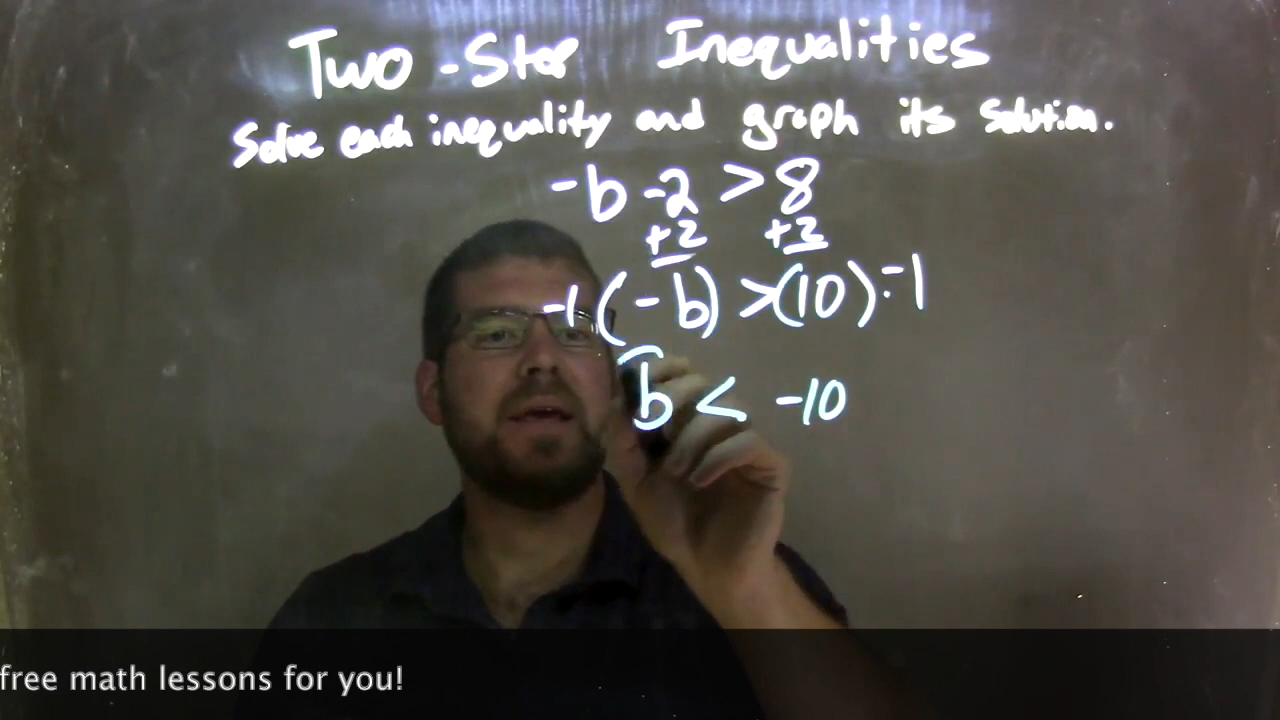 Two-Step Inequalities
Solve each inequality and graph its solution.
-b -2 > 8
+2 +2
-1 (-b) > (10) · -1
b < -10
free math lessons for you!